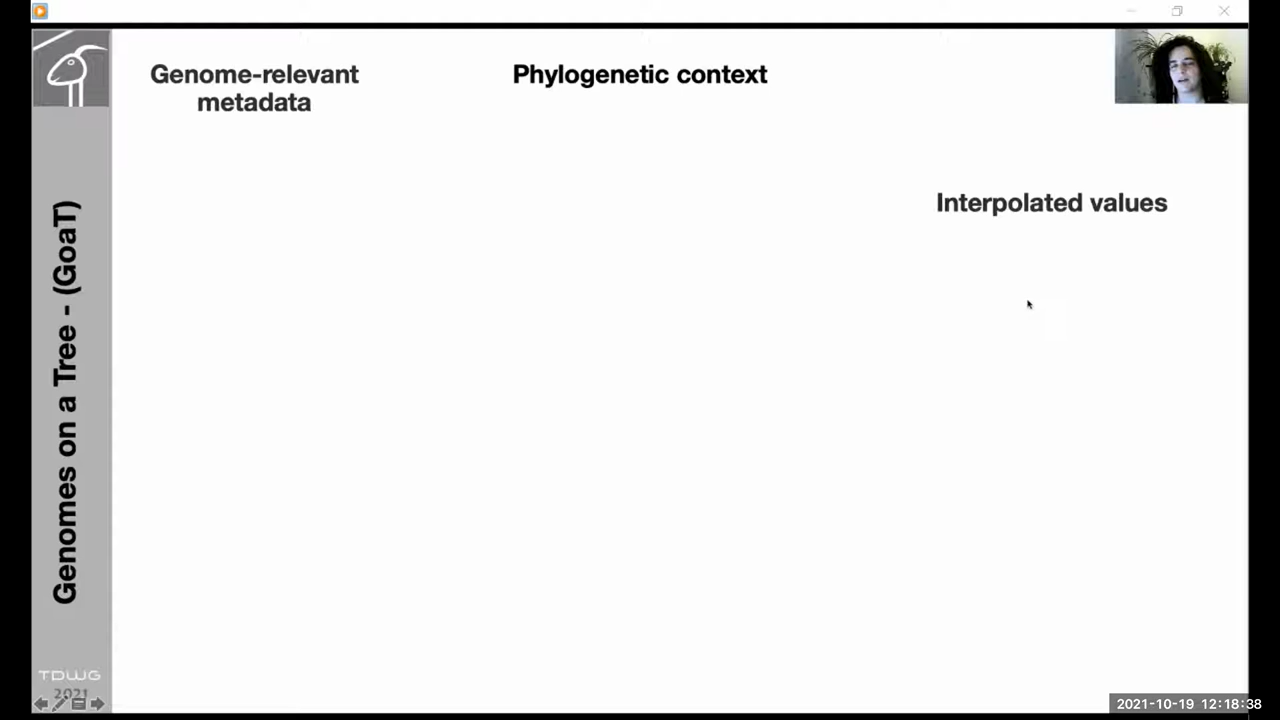 Genome-relevant
metadata
Phylogenetic context
Interpolated values
Genomes on a Tree - (GoaT)
TDWG
2021
2021-10-19 12:18:38